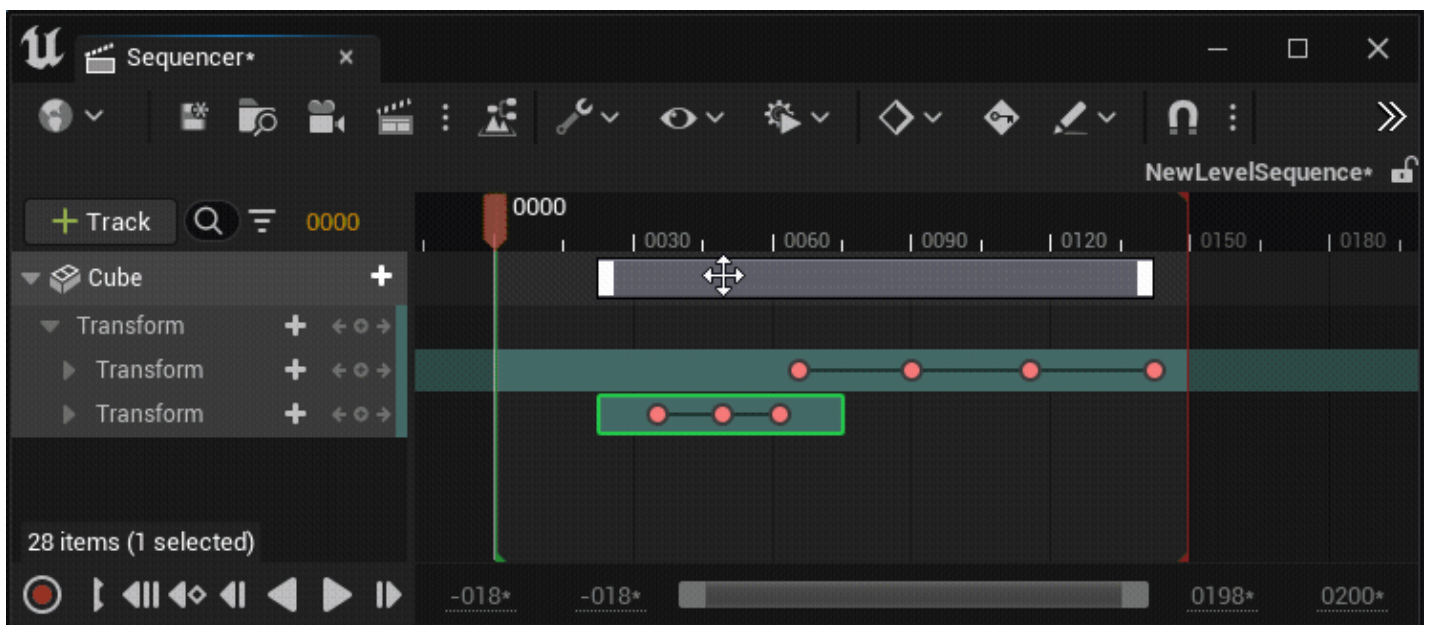 Sequencer*
NewLevelSequence*
+ Track 0000
0000
0030 0060 0090 0120 0150 0180
Cube
Transform
Transform
Transform
28 items (1 selected)
-018* -018* 0198* 0200*